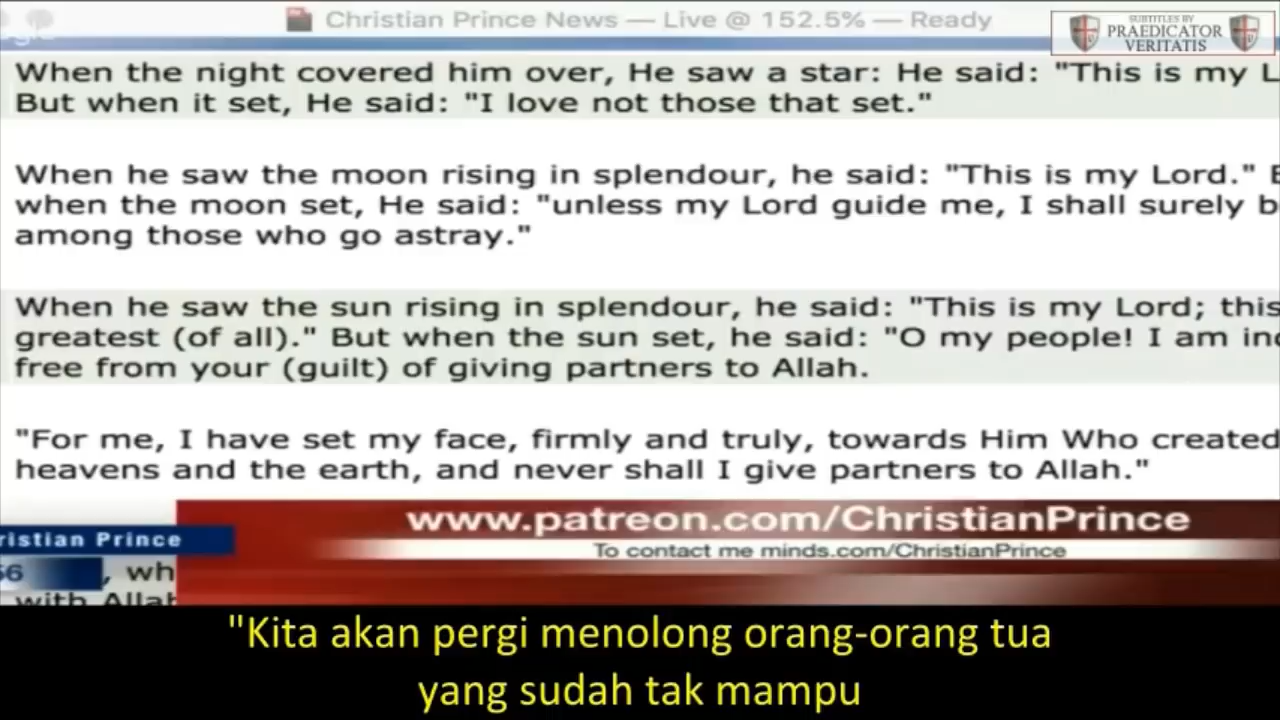 Christian Prince News — Live @ 152.5% — Ready
SUBTITLES BY
PRAEDICATOR
VERITATIS
When the night covered him over, He saw a star: He said: "This is my L
But when it set, He said: "I love not those that set."
When he saw the moon rising in splendour, he said: "This is my Lord."
when the moon set, He said: "unless my Lord guide me, I shall surely b
among those who go astray."
When he saw the sun rising in splendour, he said: "This is my Lord; this
greatest (of all)." But when the sun set, he said: "O my people! I am in
free from your (guilt) of giving partners to Allah.
"For me, I have set my face, firmly and truly, towards Him Who created
heavens and the earth, and never shall I give partners to Allah."
www.patreon.com/ChristianPrince
ristian Prince
To contact me minds.com/ChristianPrince
56 , wh
with Allah
"Kita akan pergi menolong orang-orang tua
yang sudah tak mampu